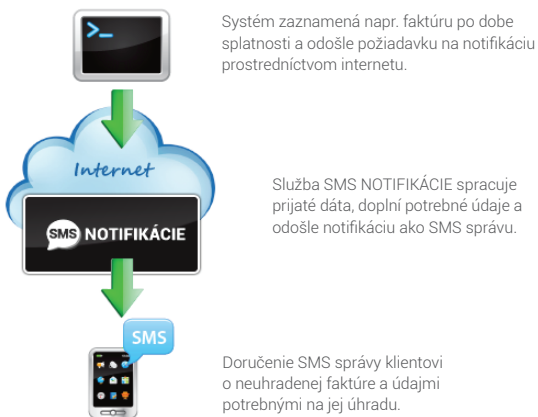 >_
Systém zaznamená napr. faktúru po dobe
splatnosti a odošle požiadavku na notifikáciu
prostredníctvom internetu.
Internet
SMS NOTIFIKÁCIE
Služba SMS NOTIFIKÁCIE spracuje
prijaté dáta, doplní potrebné údaje a
odošle notifikáciu ako SMS správu.
SMS
Doručenie SMS správy klientovi
o neuhradenej faktúre a údajmi
potrebnými na jej úhradu.